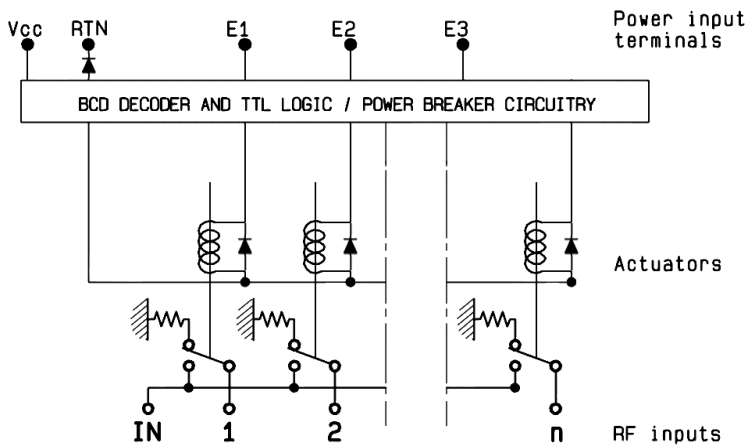 Power input
terminals
Vcc RTN E1 E2 E3
BCD DECODER AND TTL LOGIC / POWER BREAKER CIRCUITRY
Actuators
IN 1 2 n
RF inputs